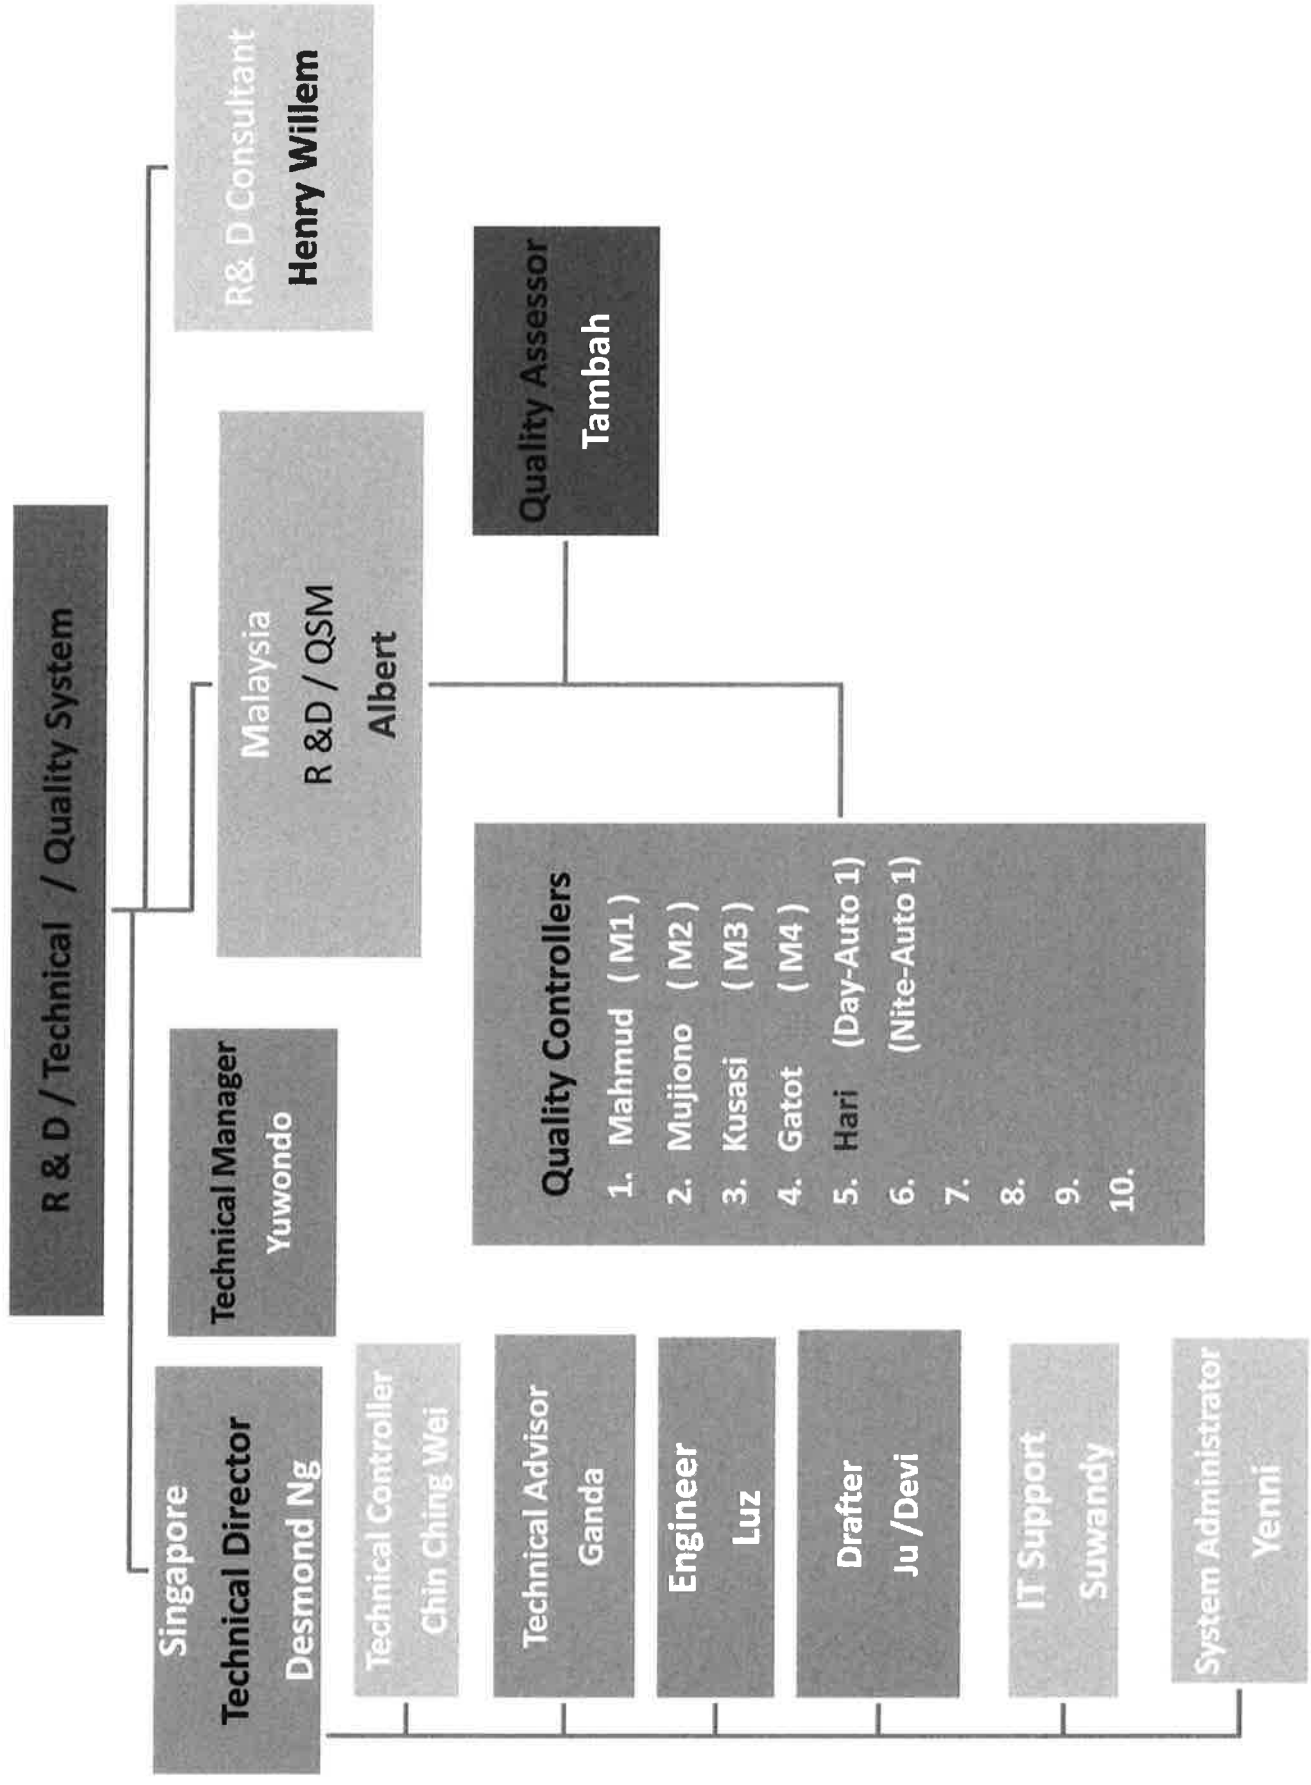 R & D / Technical / Quality System
Singapore
Technical Director
Desmond Ng
Technical Manager
Yuwondo
Malaysia
R &D / QSM
Albert
R& D Consultant
Henry Willem
Technical Controller
Chin Ching Wei
Technical Advisor
Ganda
Engineer
Luz
Drafter
Ju /Devi
IT Support
Suwandy
System Administrator
Yenni
Quality Controllers
1. Mahmud ( M1 )
2. Mujiono ( M2 )
3. Kusasi ( M3 )
4. Gatot ( M4 )
5. Hari (Day-Auto 1)
6. (Nite-Auto 1)
7.
8.
9.
10.
Quality Assessor
Tambah